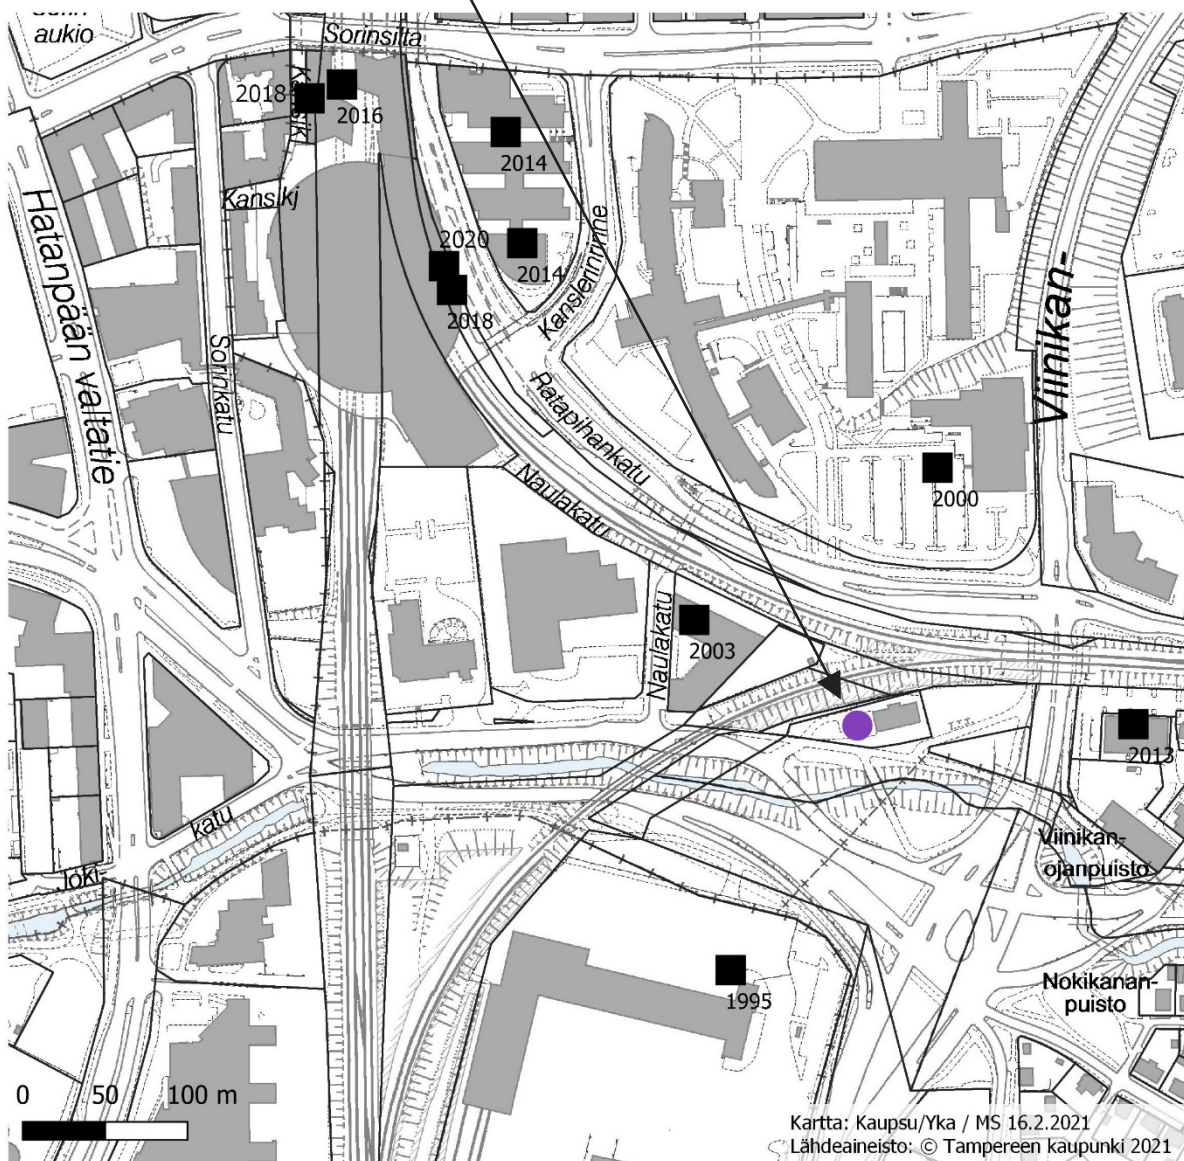 aukio
Sorinsilta
2018
2016
2014
Kansikj
2020
2014
2018
Kanslerinrinne
Hatanpään valtatie
Sorinkatu
Viinikan-
Ratapihankatu
Naulakatu
2000
Naulakatu
2003
2013
katu
Joki-
Viinikan-
ojanpuisto
1995
Nokikanan-
puisto
0 50 100 m
Kartta: Kaupsu/Yka / MS 16.2.2021
Lähdeaineisto: © Tampereen kaupunki 2021